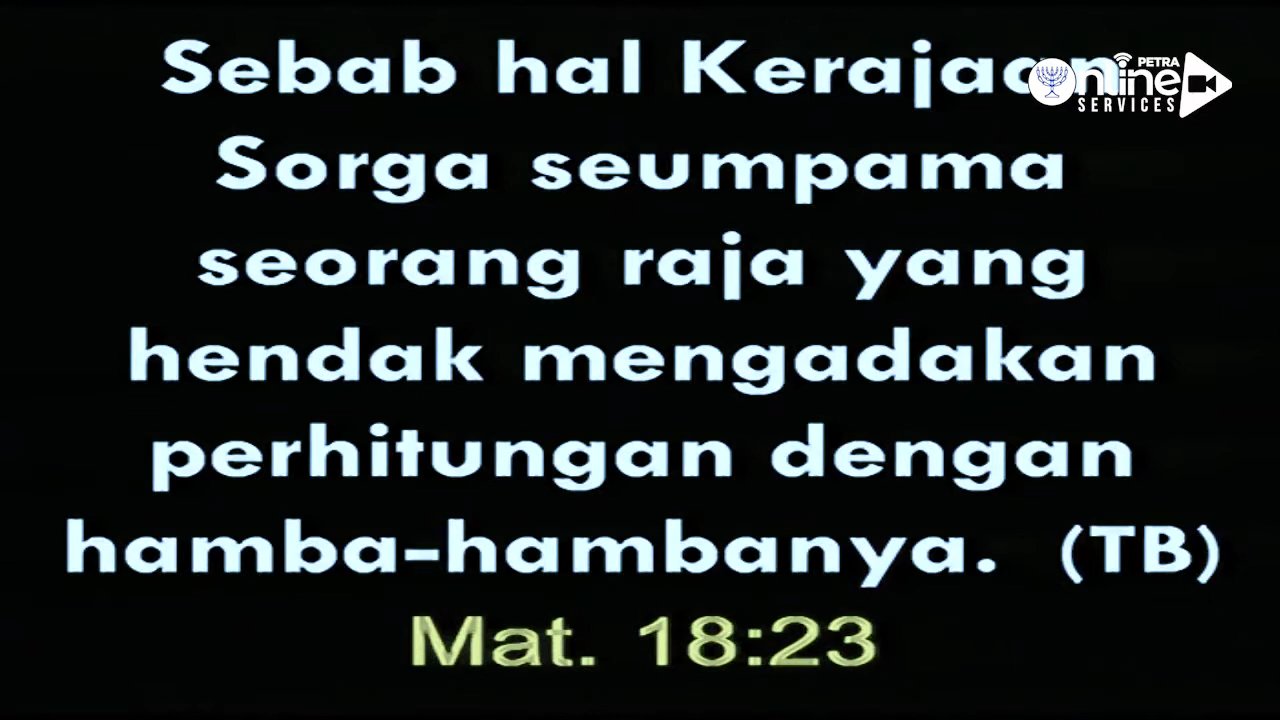 Sebab hal Kerajaan
PETRA
Online
SERVICES
Sorga seumpama
seorang raja yang
hendak mengadakan
perhitungan dengan
hamba-hambanya. (TB)
Mat. 18:23